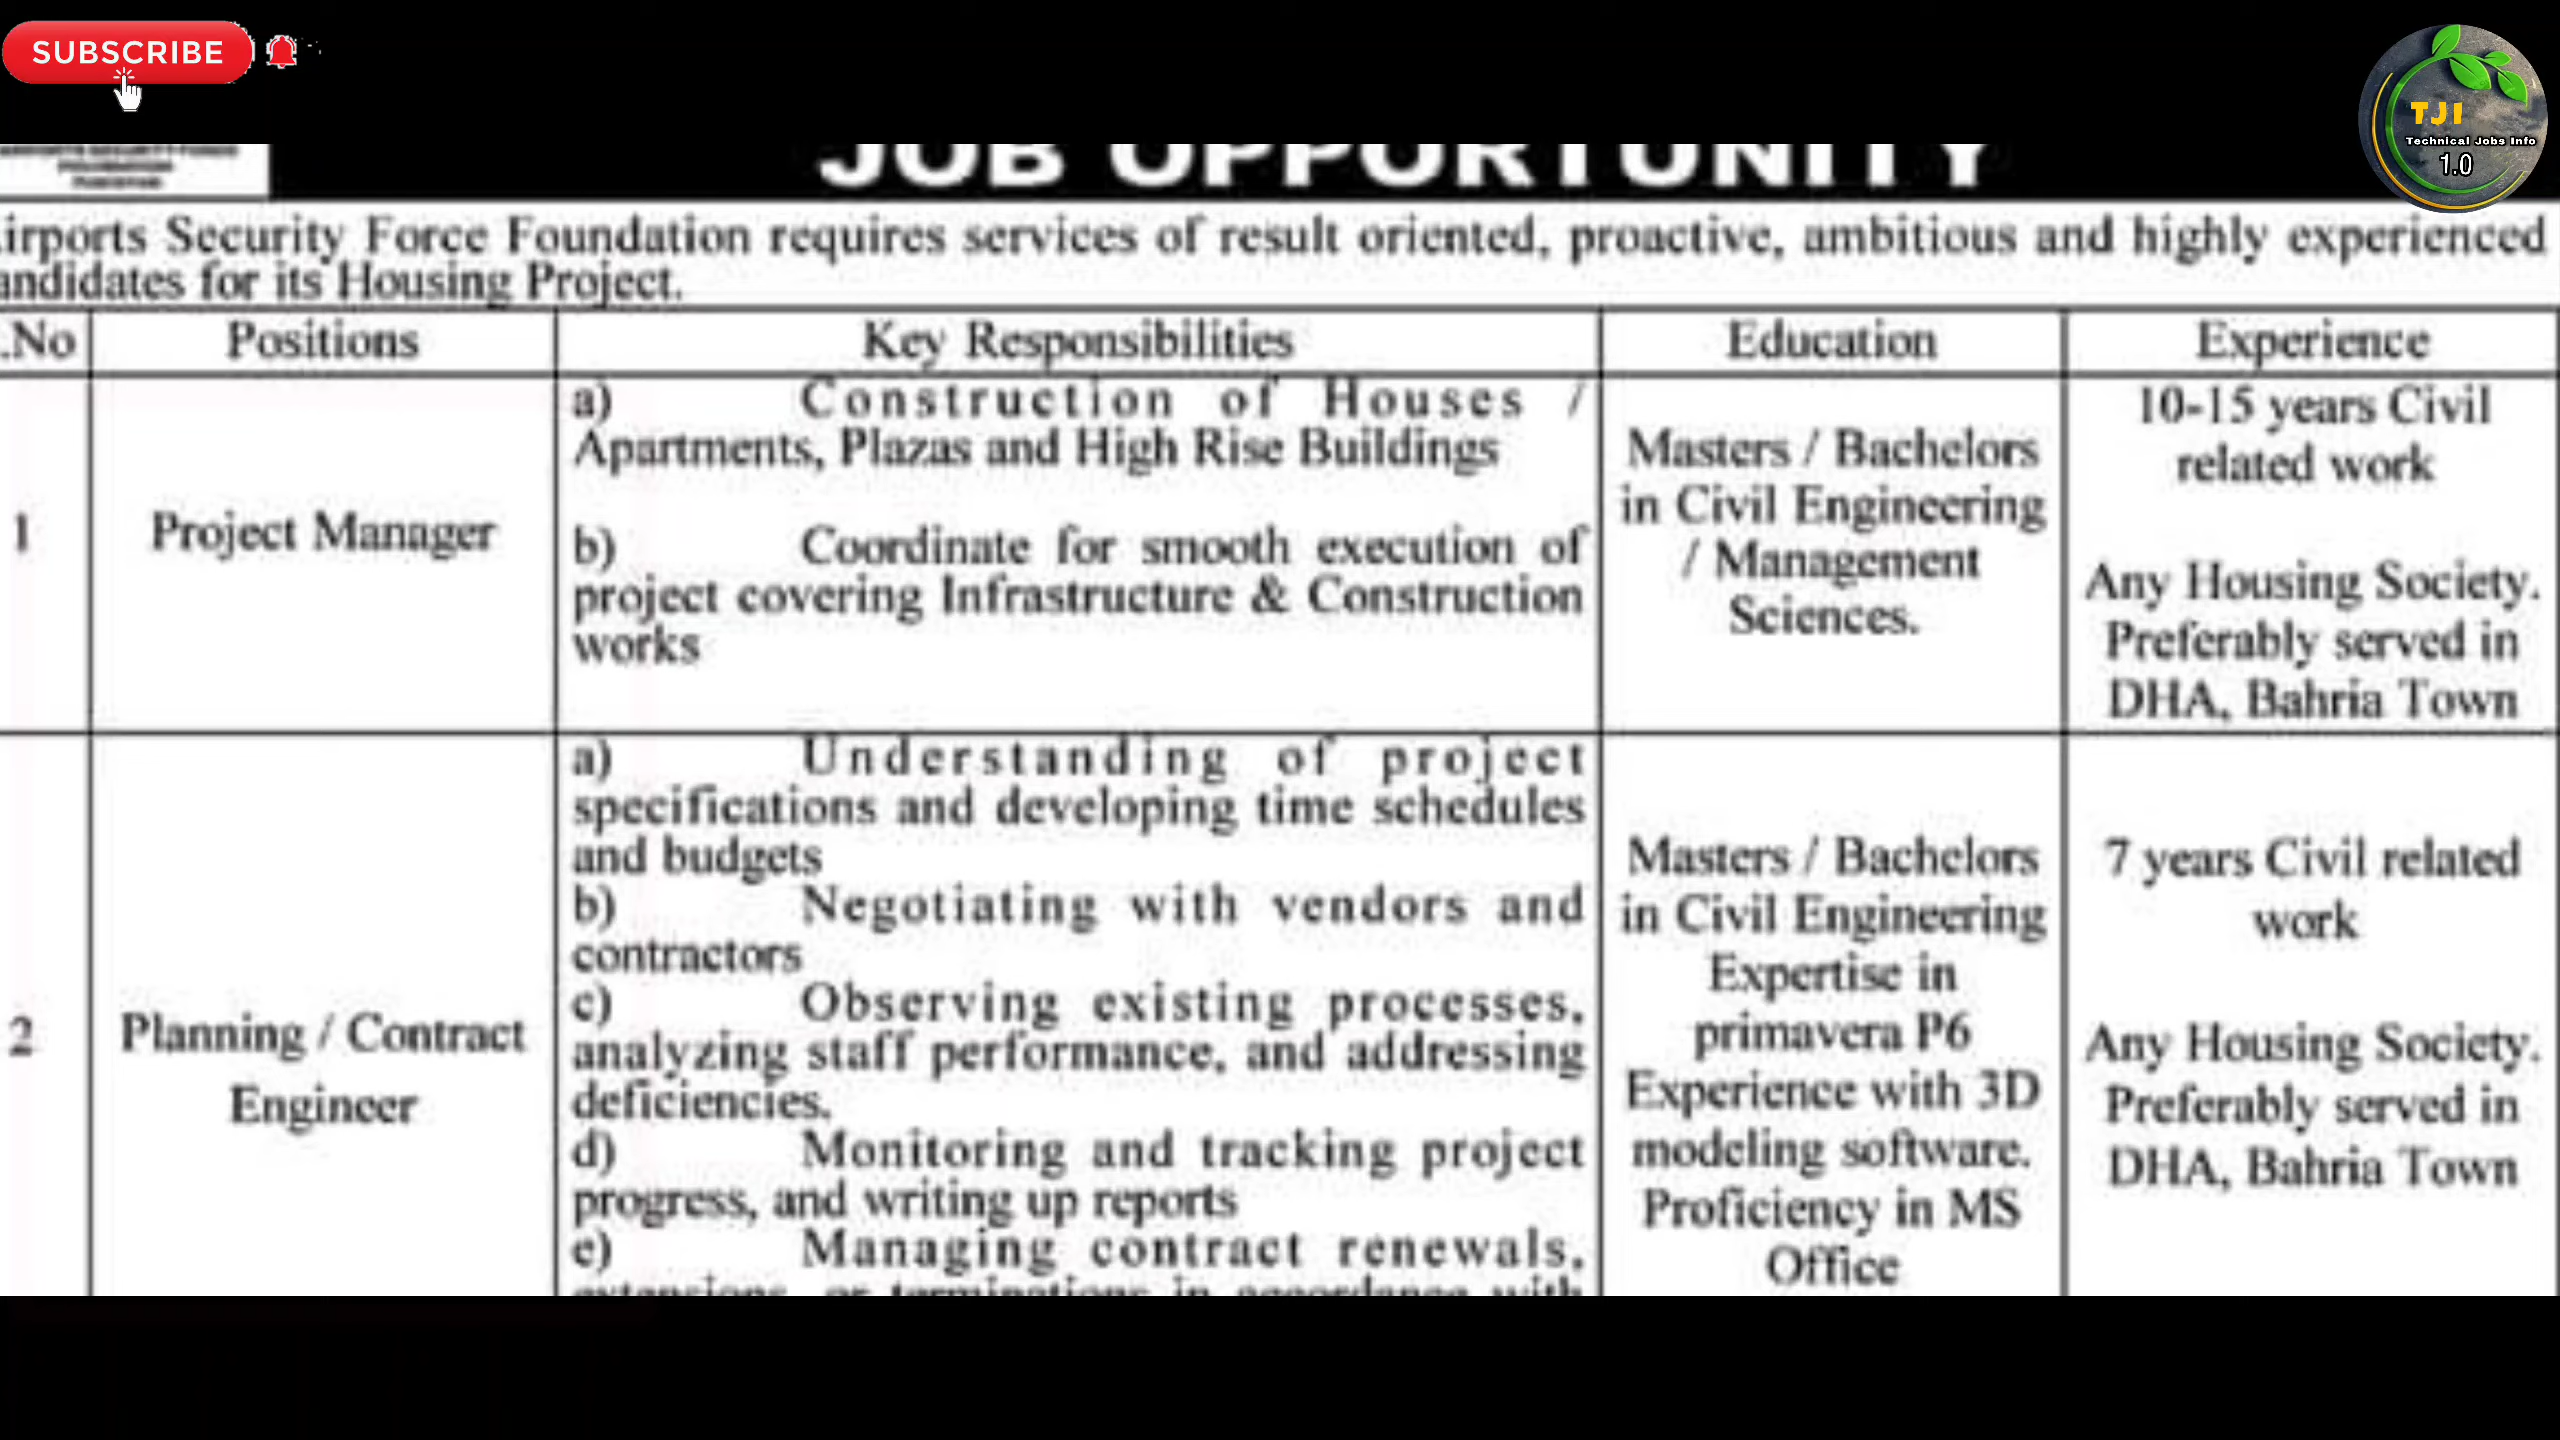 SUBSCRIBE
TJI
Technical Jobs Info
1.0
FOUNDATION
JOB OPPORTUNITY
irports Security Force Foundation requires services of result oriented, proactive, ambitious and highly experienced
andidates for its Housing Project.
.No
Positions
Key Responsibilities
Education
Experience
1
Project Manager
a) Construction of Houses /
Apartments, Plazas and High Rise Buildings
b) Coordinate for smooth execution of
project covering Infrastructure & Construction
works
Masters / Bachelors
in Civil Engineering
/ Management
Sciences.
10-15 years Civil
related work
Any Housing Society.
Preferably served in
DHA, Bahria Town
2
Planning / Contract
Engineer
a) Understanding of project
specifications and developing time schedules
and budgets
b) Negotiating with vendors and
contractors
c) Observing existing processes,
analyzing staff performance, and addressing
deficiencies.
d) Monitoring and tracking project
progress, and writing up reports
e) Managing contract renewals,
extensions, or terminations in accordance with
Masters / Bachelors
in Civil Engineering
Expertise in
primavera P6
Experience with 3D
modeling software.
Proficiency in MS
Office
7 years Civil related
work
Any Housing Society.
Preferably served in
DHA, Bahria Town